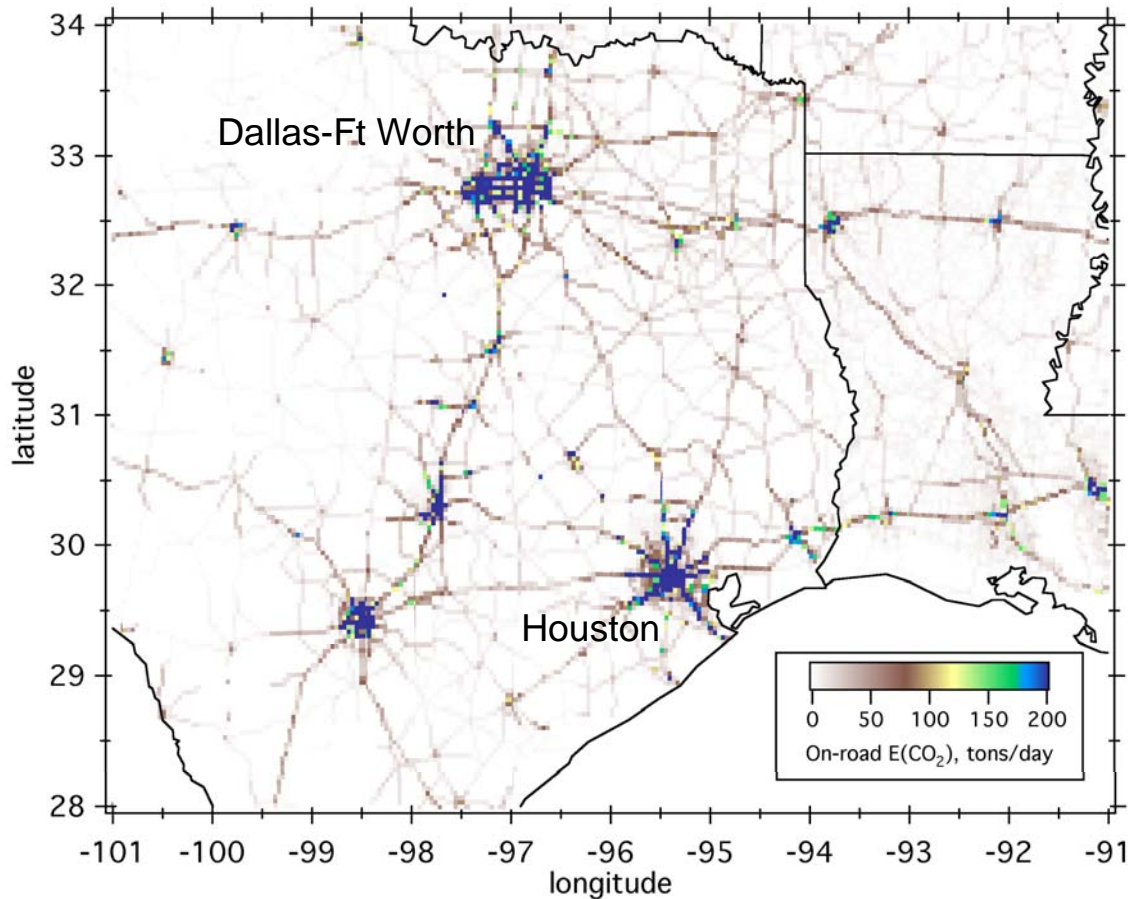 34
Dallas-Ft Worth
33
32
31
latitude
30
Houston
29
0 50 100 150 200
On-road E(CO₂), tons/day
28
-101 -100 -99 -98 -97 -96 -95 -94 -93 -92 -91
longitude